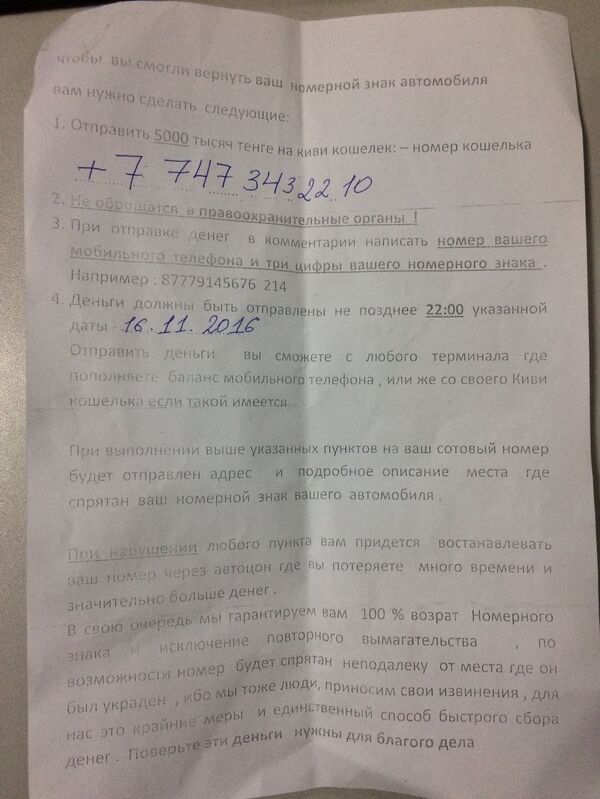 чтобы вы смогли вернуть ваш номерной знак автомобиля
вам нужно сделать следующие:
1. Отправить 5000 тысяч тенге на киви кошелек: – номер кошелька
+7 747 343 22 10
2. Не оброщатся в правоохранительные органы !
3. При отправке денег в комментарии написать номер вашего
мобильного телефона и три цифры вашего номерного знака .
Например : 87779145676 214
4. Деньги должны быть отправлены не позднее 22:00 указанной
даты - 16.11.2016
Отправить деньги вы сможете с любого терминала где
пополняете баланс мобильного телефона , или же со своего Киви
кошелька если такой имеется
При выполнении выше указанных пунктов на ваш сотовый номер
будет отправлен адрес и подробное описание места где
спрятан ваш номерной знак вашего автомобиля .
При нарушении любого пункта вам придется востанавлевать
ваш номер через автоцон где вы потеряете много времени и
значительно больше денег .
В свою очередь мы гарантируем вам 100 % возрат Номерного
знака и исключение повторного вымагательства , по
возможности номер будет спрятан неподалеку от места где он
был украден , ибо мы тоже люди, приносим свои извинения , для
нас это крайние меры и единственный способ быстрого сбора
денег . Поверьте эти деньги нужны для благого дела